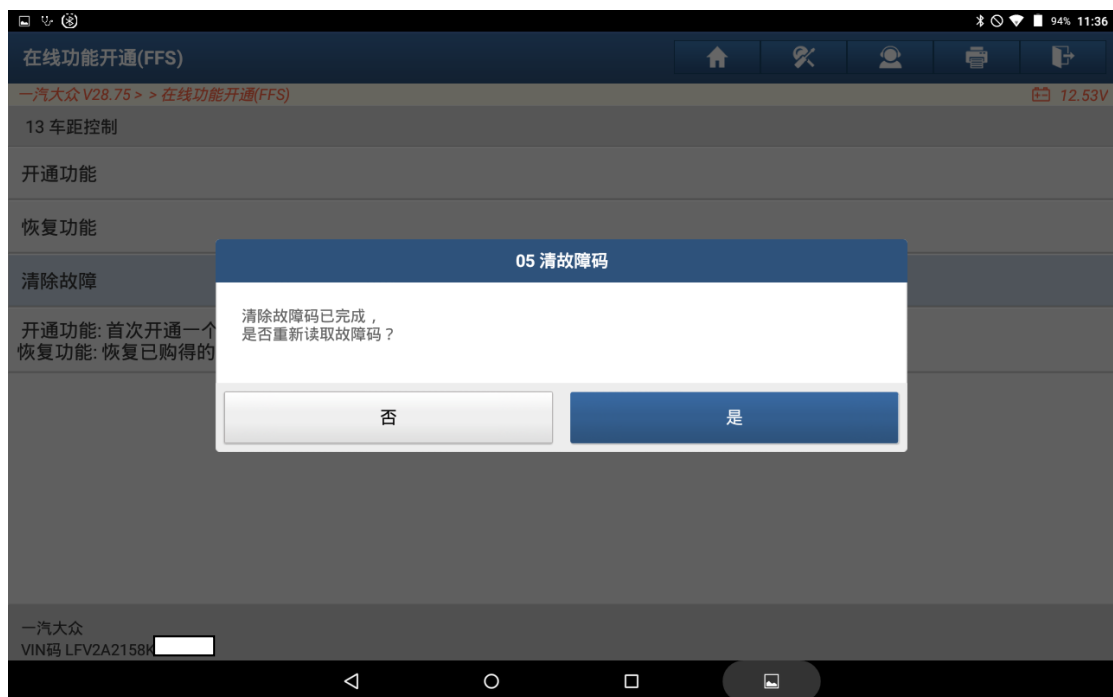 94% 11:36
在线功能开通(FFS)
一汽大众 V28.75 > > 在线功能开通(FFS)
12.53V
13 车距控制
开通功能
恢复功能
05 清故障码
清除故障
清除故障码已完成，
是否重新读取故障码？
开通功能: 首次开通一个
恢复功能: 恢复已购得的
否
是
一汽大众
VIN码 LFV2A2158K